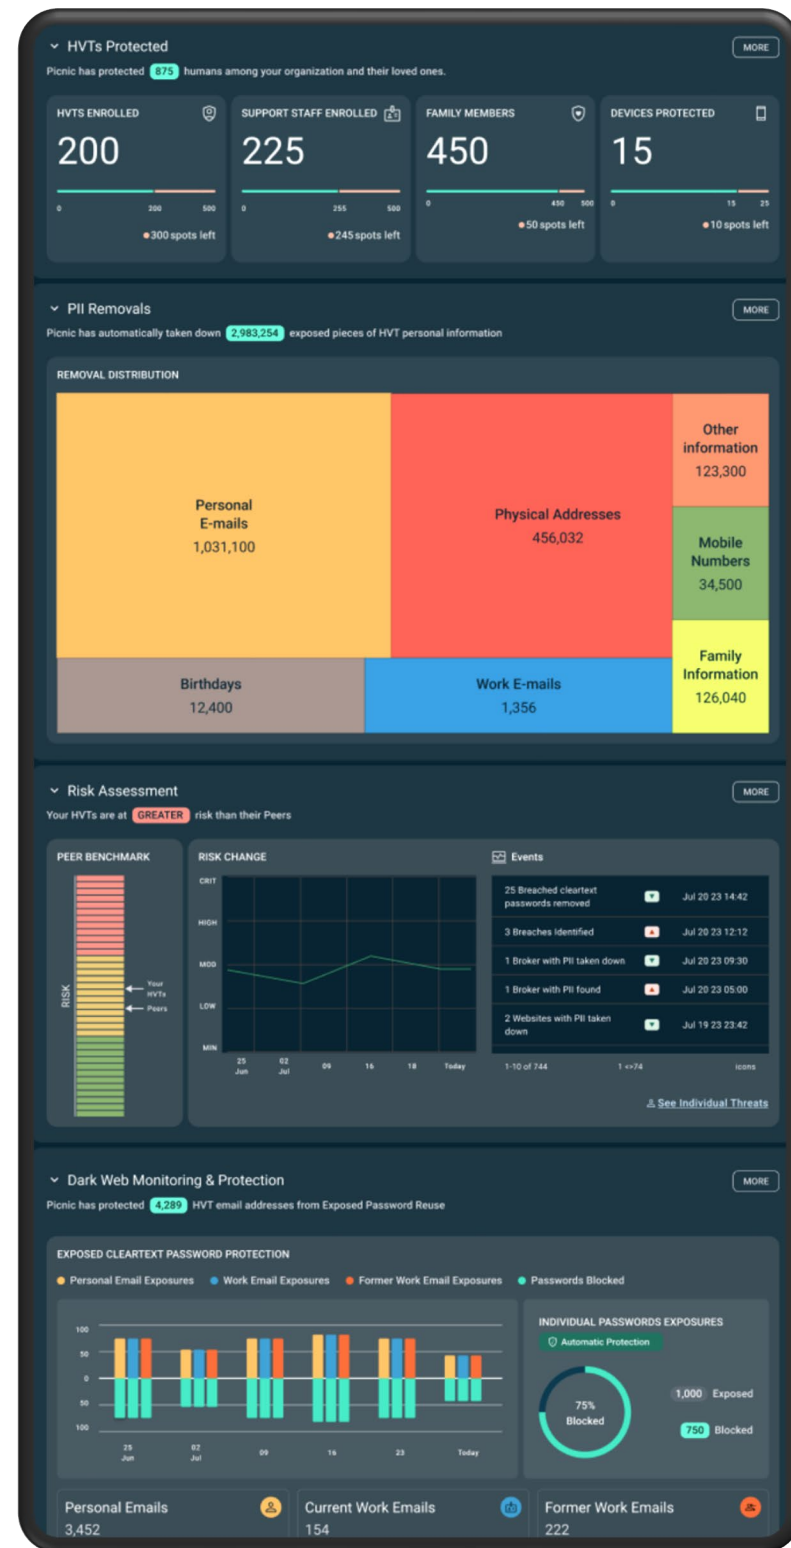 HVTs Protected
MORE
Picnic has protected 875 humans among your organization and their loved ones.
HVTS ENROLLED
200
0 200 500
300 spots left
SUPPORT STAFF ENROLLED
225
0 255 500
245 spots left
FAMILY MEMBERS
450
0 450 500
50 spots left
DEVICES PROTECTED
15
0 15 25
10 spots left
PII Removals
MORE
Picnic has automatically taken down 2,983,254 exposed pieces of HVT personal information
REMOVAL DISTRIBUTION
Personal
E-mails
1,031,100
Physical Addresses
456,032
Other
information
123,300
Mobile
Numbers
34,500
Family
Information
126,040
Birthdays
12,400
Work E-mails
1,356
Risk Assessment
MORE
Your HVTs are at GREATER risk than their Peers
PEER BENCHMARK
RISK
Your
HVTs
Peers
RISK CHANGE
CRIT
HIGH
MOD
LOW
MIN
25 Jun
02 Jul
09
16
18
Today
Events
25 Breached cleartext
passwords removed
Jul 20 23 14:42
3 Breaches Identified
Jul 20 23 12:12
1 Broker with PII taken down
Jul 20 23 09:30
1 Broker with PII found
Jul 20 23 05:00
2 Websites with PII taken
down
Jul 19 23 23:42
1-10 of 744
1 <>74
icons
See Individual Threats
Dark Web Monitoring & Protection
MORE
Picnic has protected 4,289 HVT email addresses from Exposed Password Reuse
EXPOSED CLEARTEXT PASSWORD PROTECTION
Personal Email Exposures
Work Email Exposures
Former Work Email Exposures
Passwords Blocked
100
50
0
50
100
25 Jun
02 Jul
09
16
23
Today
INDIVIDUAL PASSWORDS EXPOSURES
Automatic Protection
75%
Blocked
1,000 Exposed
750 Blocked
Personal Emails
3,452
Current Work Emails
154
Former Work Emails
222